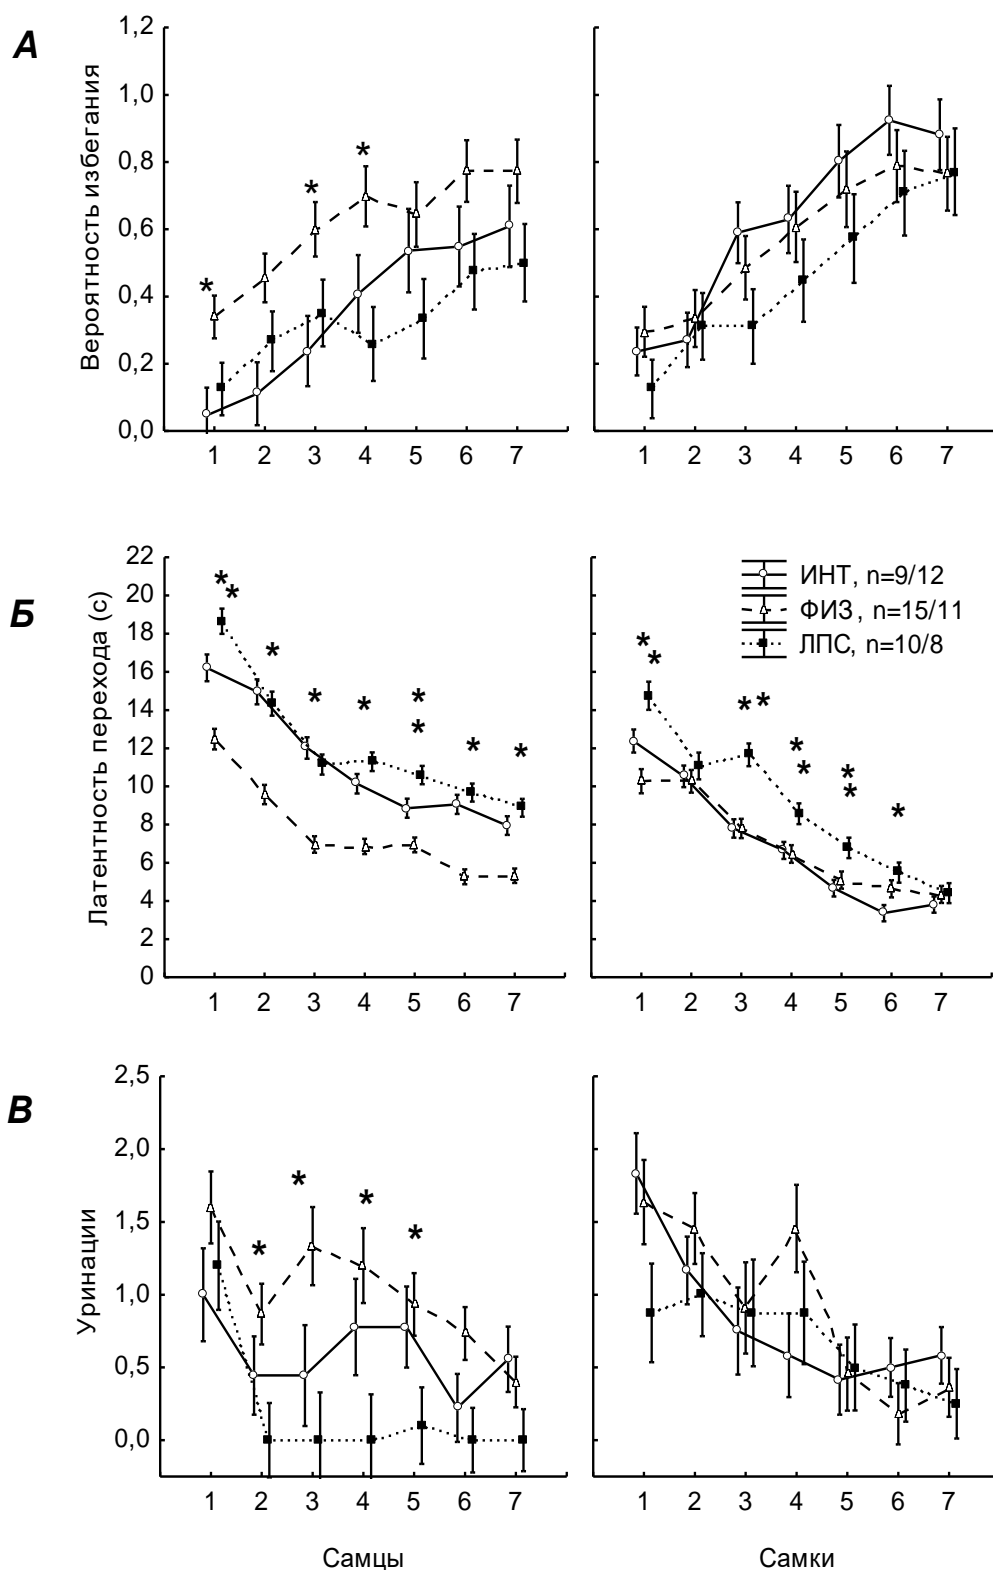 А
Вероятность избегания
1,2
1,0
0,8
0,6
0,4
0,2
0,0
* * *
1 2 3 4 5 6 7
1 2 3 4 5 6 7
Б
Латентность перехода (с)
22
20
18
16
14
12
10
8
6
4
2
0
* * * * * * * * *
ИНТ, n=9/12
ФИЗ, n=15/11
ЛПС, n=10/8
* * * * * * * * *
1 2 3 4 5 6 7
1 2 3 4 5 6 7
В
Уринации
2,5
2,0
1,5
1,0
0,5
0,0
* * * *
1 2 3 4 5 6 7
1 2 3 4 5 6 7
Самцы
Самки